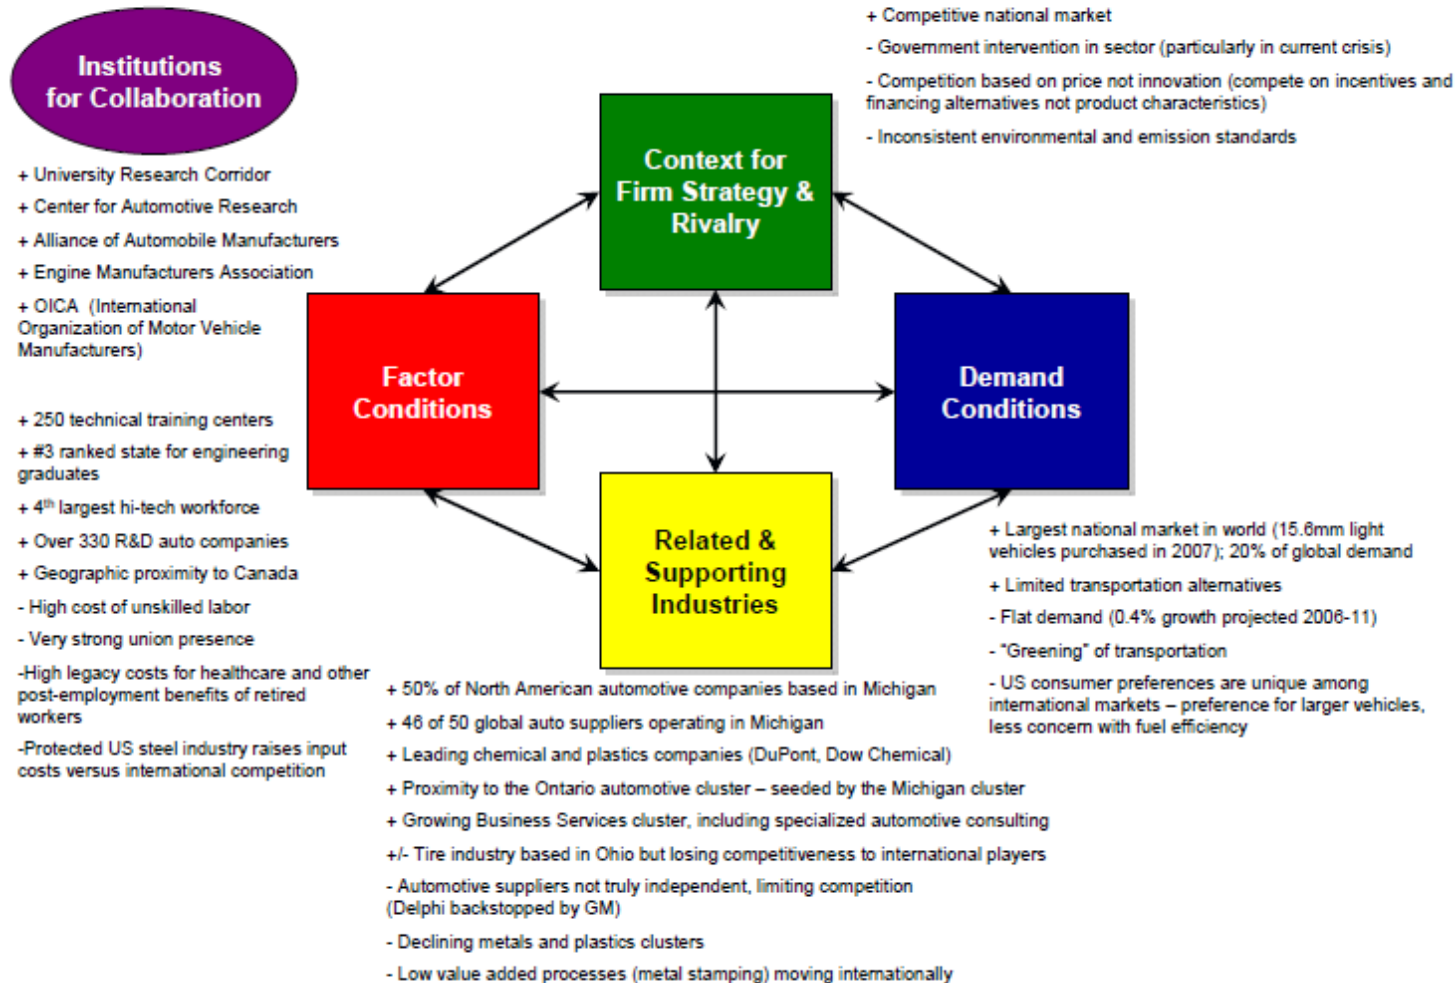 Institutions
for Collaboration
+ University Research Corridor
+ Center for Automotive Research
+ Alliance of Automobile Manufacturers
+ Engine Manufacturers Association
+ OICA  (International
Organization of Motor Vehicle
Manufacturers)
+ Competitive national market
- Government intervention in sector (particularly in current crisis)
- Competition based on price not innovation (compete on incentives and
financing alternatives not product characteristics)
- Inconsistent environmental and emission standards
Context for
Firm Strategy &
Rivalry
Factor
Conditions
Demand
Conditions
Related &
Supporting
Industries
+ 250 technical training centers
+ #3 ranked state for engineering
graduates
+ 4th largest hi-tech workforce
+ Over 330 R&D auto companies
+ Geographic proximity to Canada
- High cost of unskilled labor
- Very strong union presence
-High legacy costs for healthcare and other
post-employment benefits of retired
workers
-Protected US steel industry raises input
costs versus international competition
+ Largest national market in world (15.6mm light
vehicles purchased in 2007); 20% of global demand
+ Limited transportation alternatives
- Flat demand (0.4% growth projected 2006-11)
- "Greening" of transportation
- US consumer preferences are unique among
international markets – preference for larger vehicles,
less concern with fuel efficiency
+ 50% of North American automotive companies based in Michigan
+ 46 of 50 global auto suppliers operating in Michigan
+ Leading chemical and plastics companies (DuPont, Dow Chemical)
+ Proximity to the Ontario automotive cluster – seeded by the Michigan cluster
+ Growing Business Services cluster, including specialized automotive consulting
+/- Tire industry based in Ohio but losing competitiveness to international players
- Automotive suppliers not truly independent, limiting competition
(Delphi backstopped by GM)
- Declining metals and plastics clusters
- Low value added processes (metal stamping) moving internationally